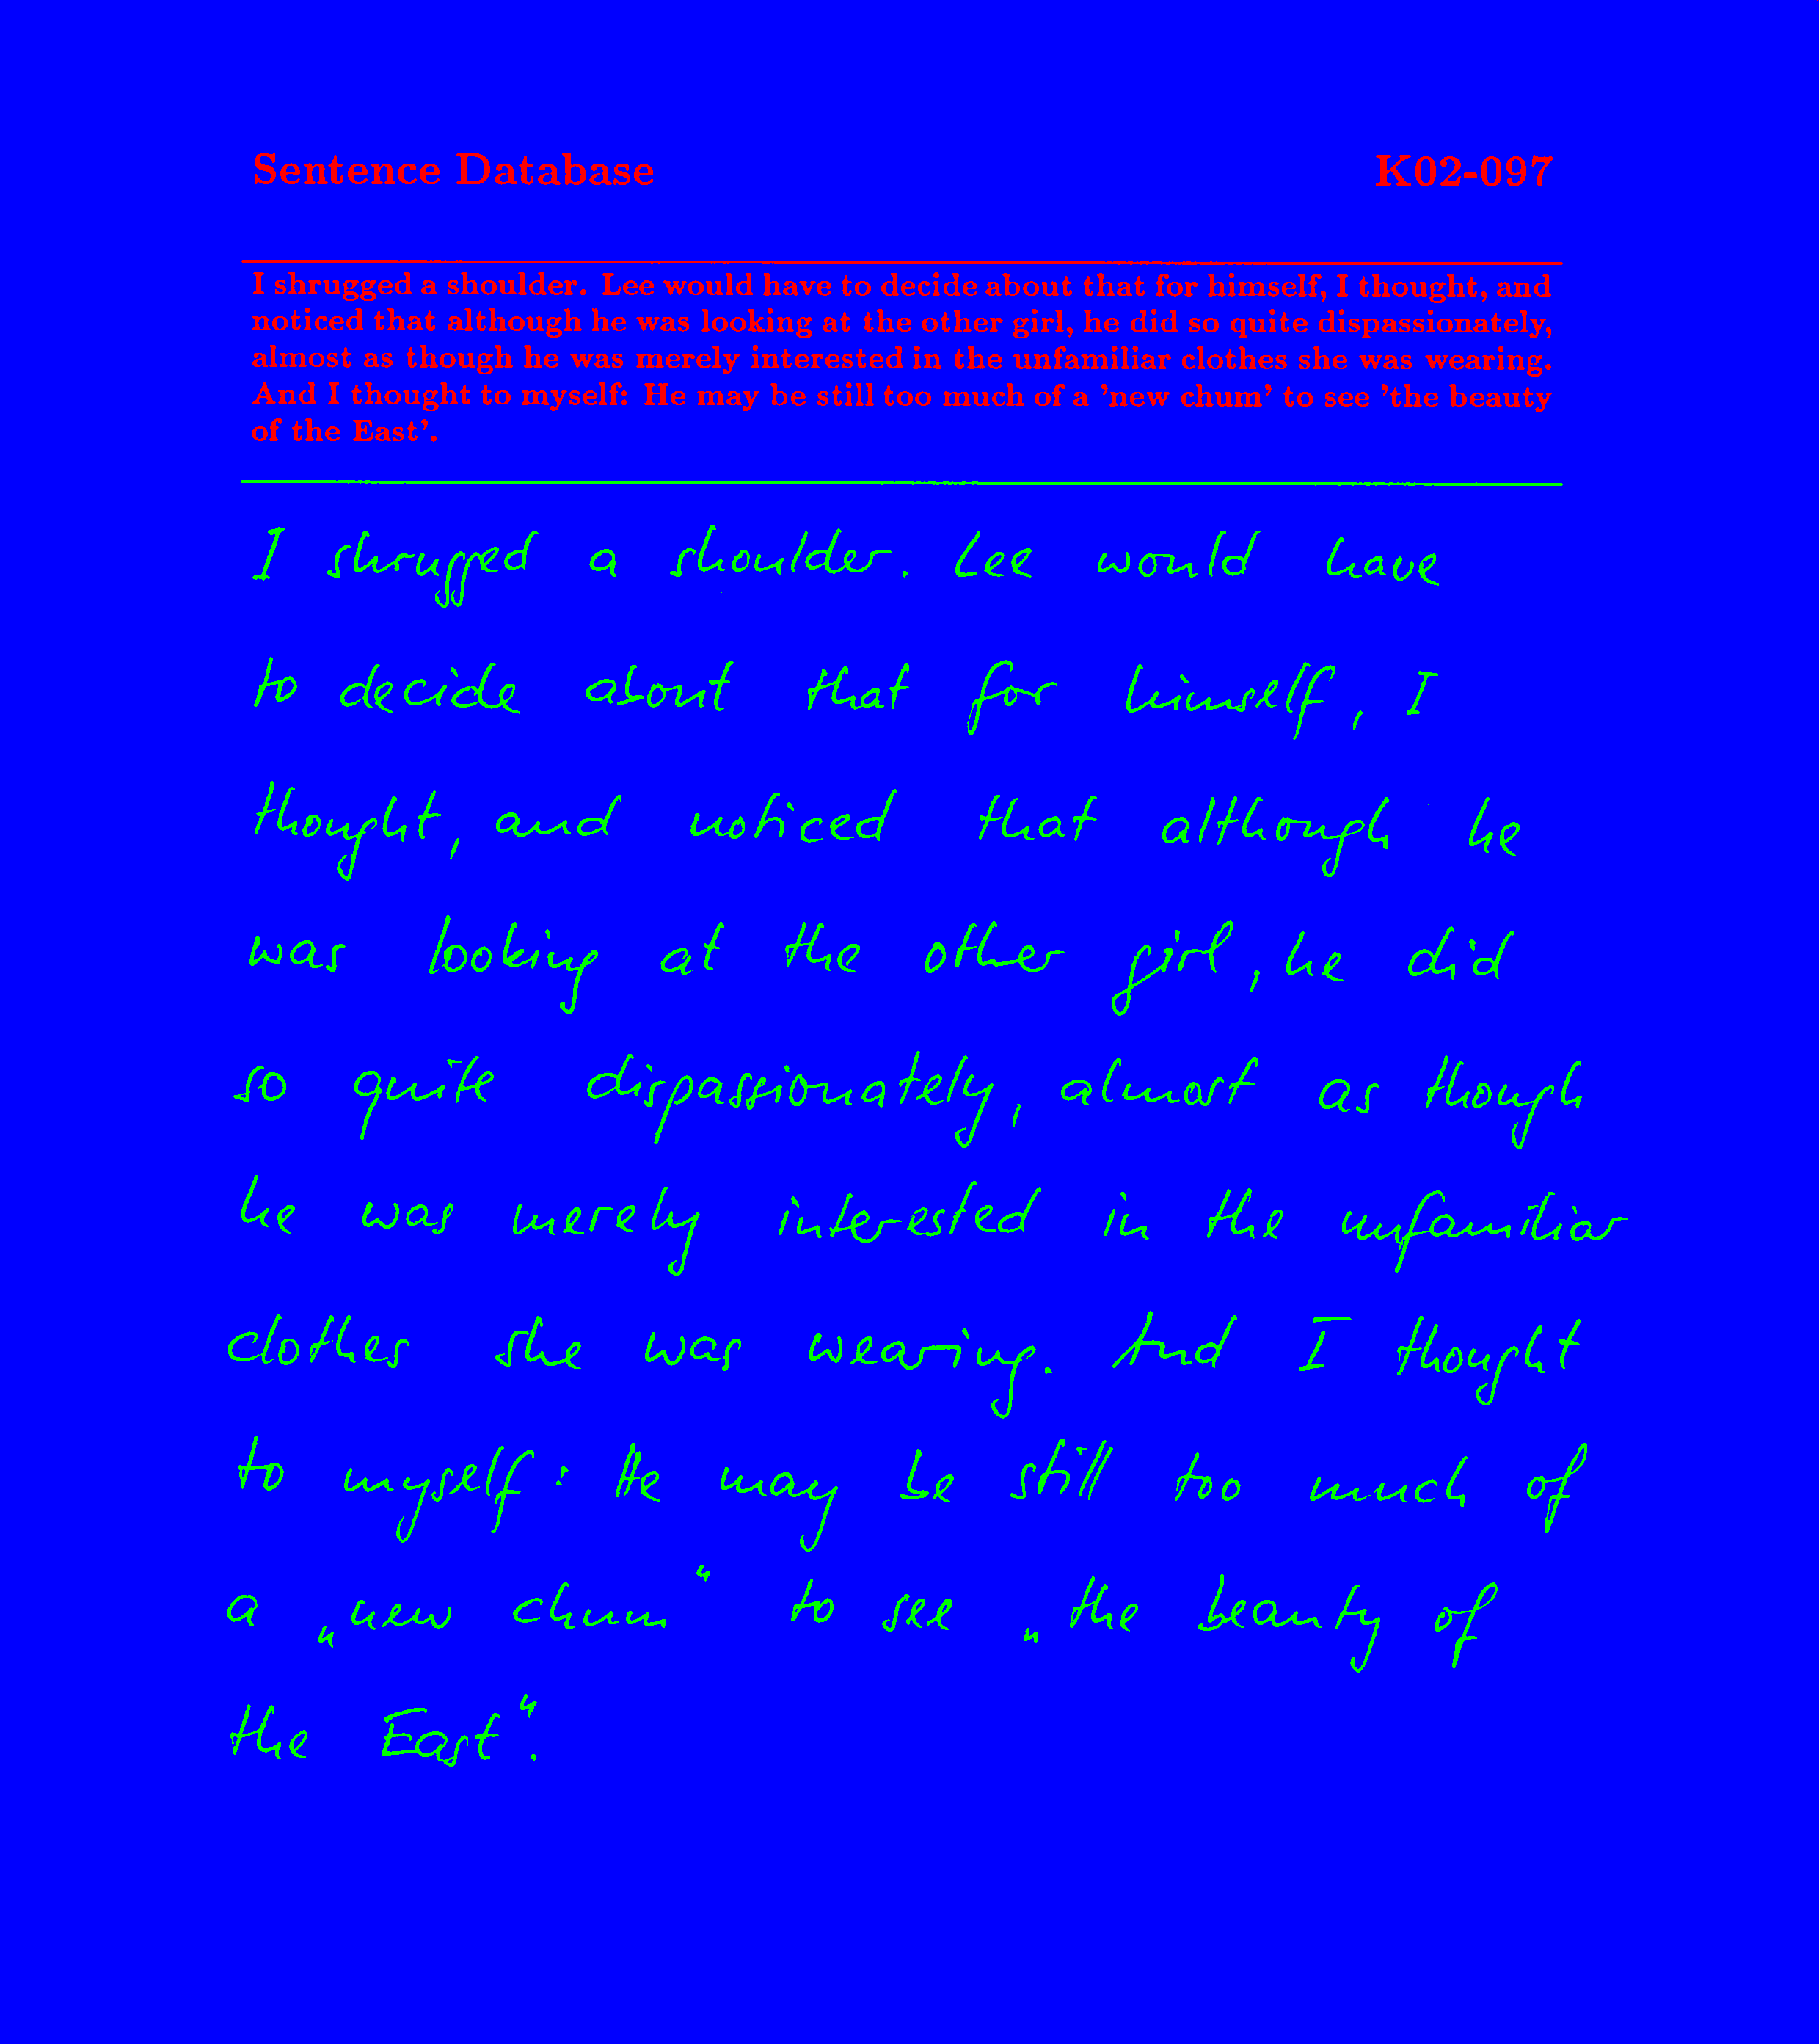 Sentence Database K02-097
I shrugged a shoulder. Lee would have to decide about that for himself, I thought, and
noticed that although he was looking at the other girl, he did so quite dispassionately,
almost as though he was merely interested in the unfamiliar clothes she was wearing.
And I thought to myself: He may be still too much of a 'new chum' to see 'the beauty
of the East'.
I shrugged a shoulder. Lee would have
to decide about that for himself, I
thought, and noticed that although he
was looking at the other girl, he did
so quite dispassionately, almost as though
he was merely interested in the unfamiliar
clothes she was wearing. And I thought
to myself: He may be still too much of
a „new chum“ to see „the beauty of
the East“.